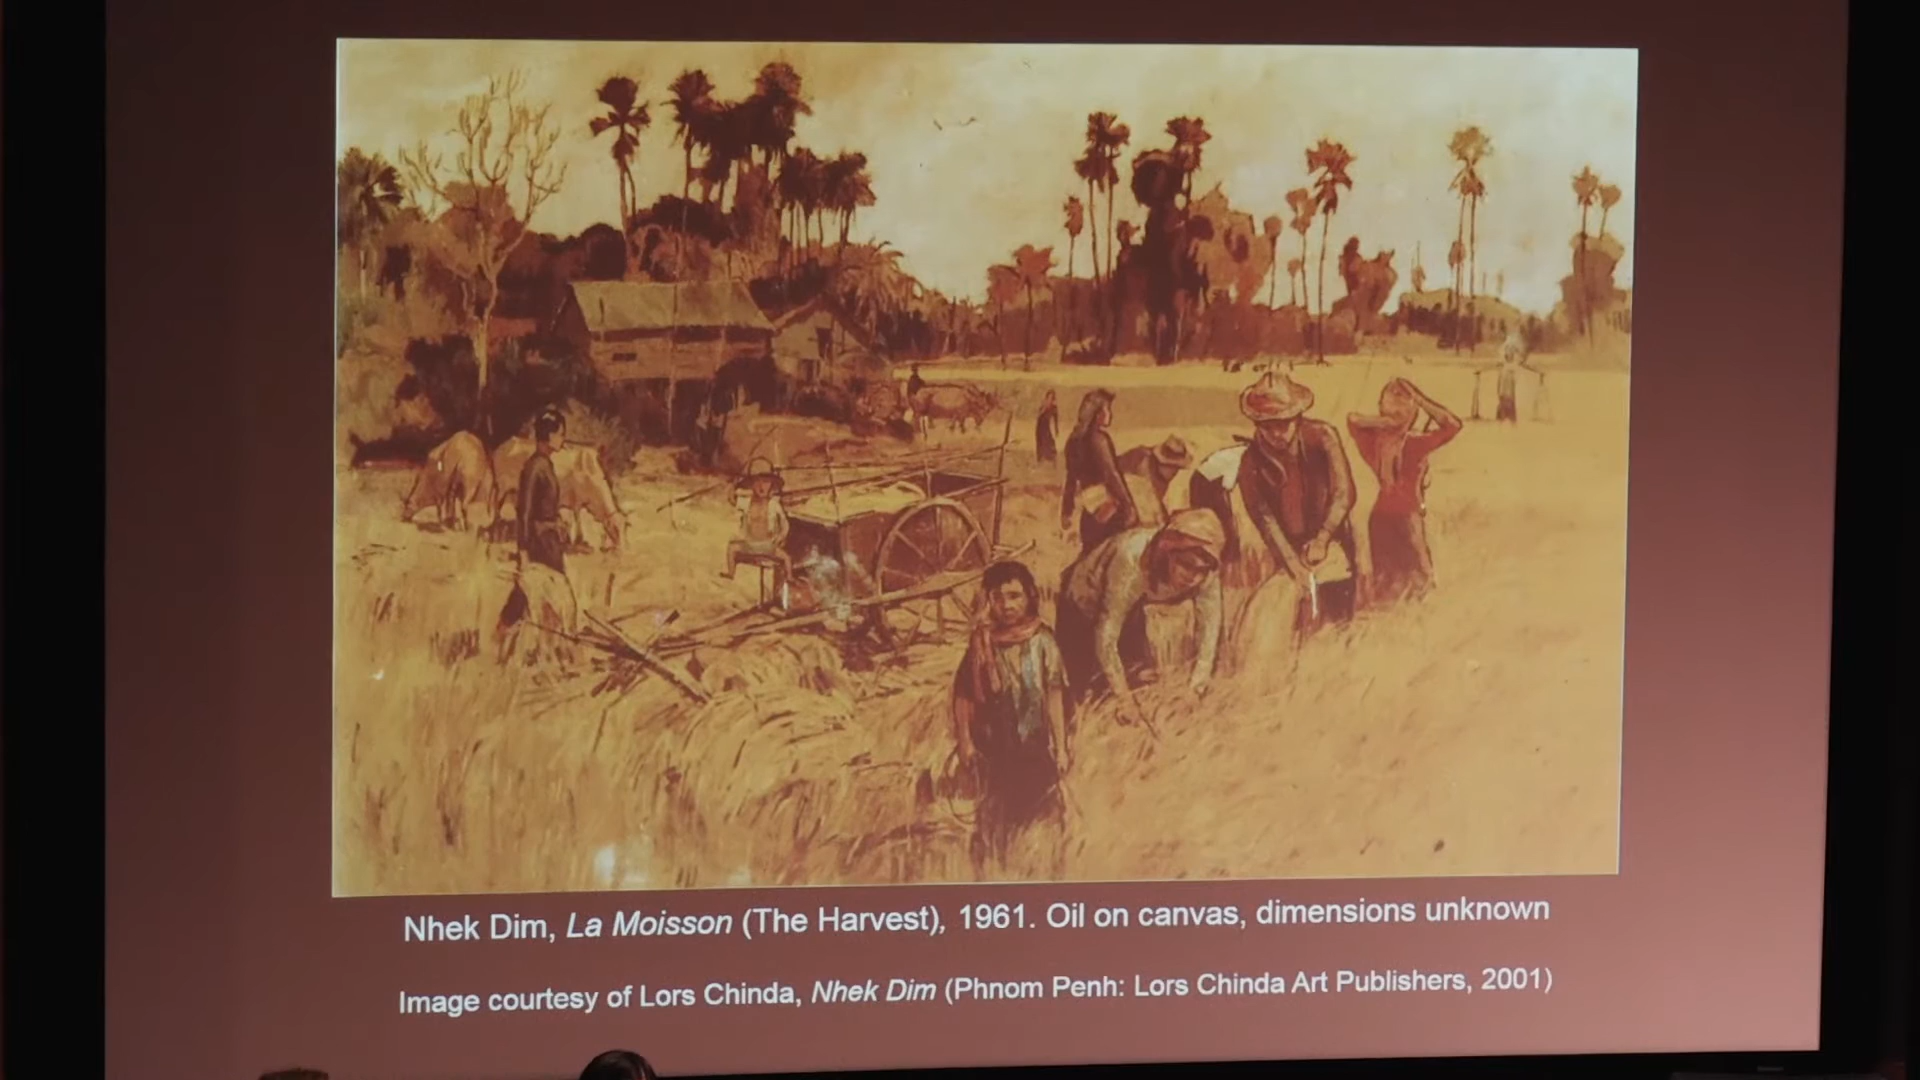 Nhek Dim, La Moisson (The Harvest), 1961. Oil on canvas, dimensions unknown
Image courtesy of Lors Chinda, Nhek Dim (Phnom Penh: Lors Chinda Art Publishers, 2001)